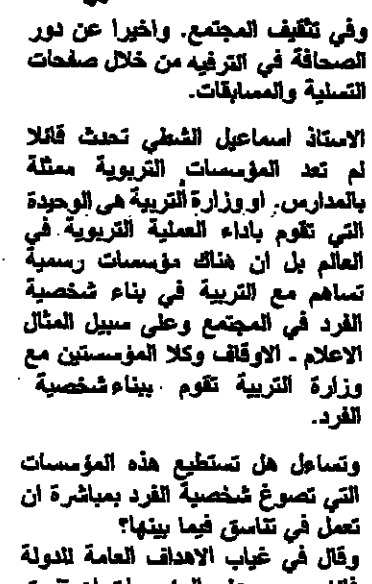 وفي تثقيف المجتمع. واخيرا عن دور
الصحافة في الترفيه من خلال صفحات
التسلية والمسابقات.
الاستاذ اسماعيل الشطي تحدث قائلا
لم تعد المؤسسات التربوية ممثلة
بالمدارس. او وزارة التربية هى الوحيدة
التي تقوم باداء العملية التربوية في
العالم بل ان هناك مؤسسات رسمية
تساهم مع التربية في بناء شخصية
الفرد في المجتمع وعلى سبيل المثال
الاعلام - الاوقاف وكلا المؤسستين مع
وزارة التربية تقوم ببناء شخصية
الفرد.
وتساءل هل تستطيع هذه المؤسسات
التي تصوغ شخصية الفرد بمباشرة ان
تعمل في تناسق فيما بينها؟
وقال في غياب الاهداف العامة للدولة